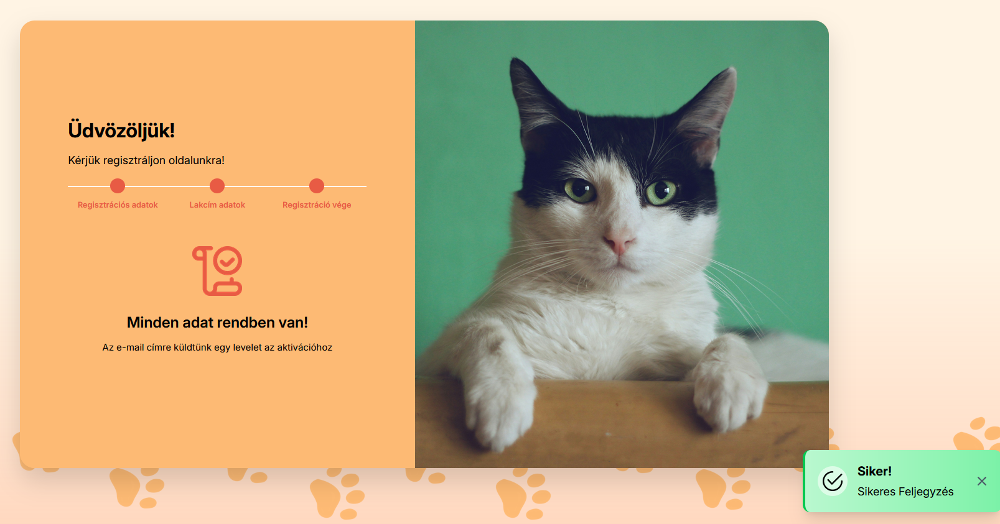 Üdvözöljük!
Kérjük regisztráljon oldalunkra!
Regisztrációs adatok
Lakcím adatok
Regisztráció vége
Minden adat rendben van!
Az e-mail címre küldtünk egy levelet az aktivációhoz
Siker!
Sikeres Feljegyzés